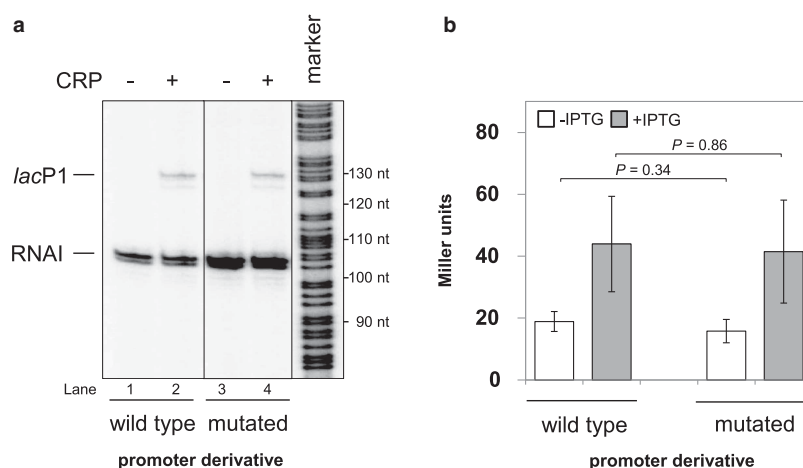 a
CRP - + - + marker
lacP1
RNAI
130 nt
120 nt
110 nt
100 nt
90 nt
Lane 1 2 3 4
wild type mutated
promoter derivative
b
-IPTG +IPTG
P = 0.86
P = 0.34
Miller units
80
60
40
20
0
wild type mutated
promoter derivative